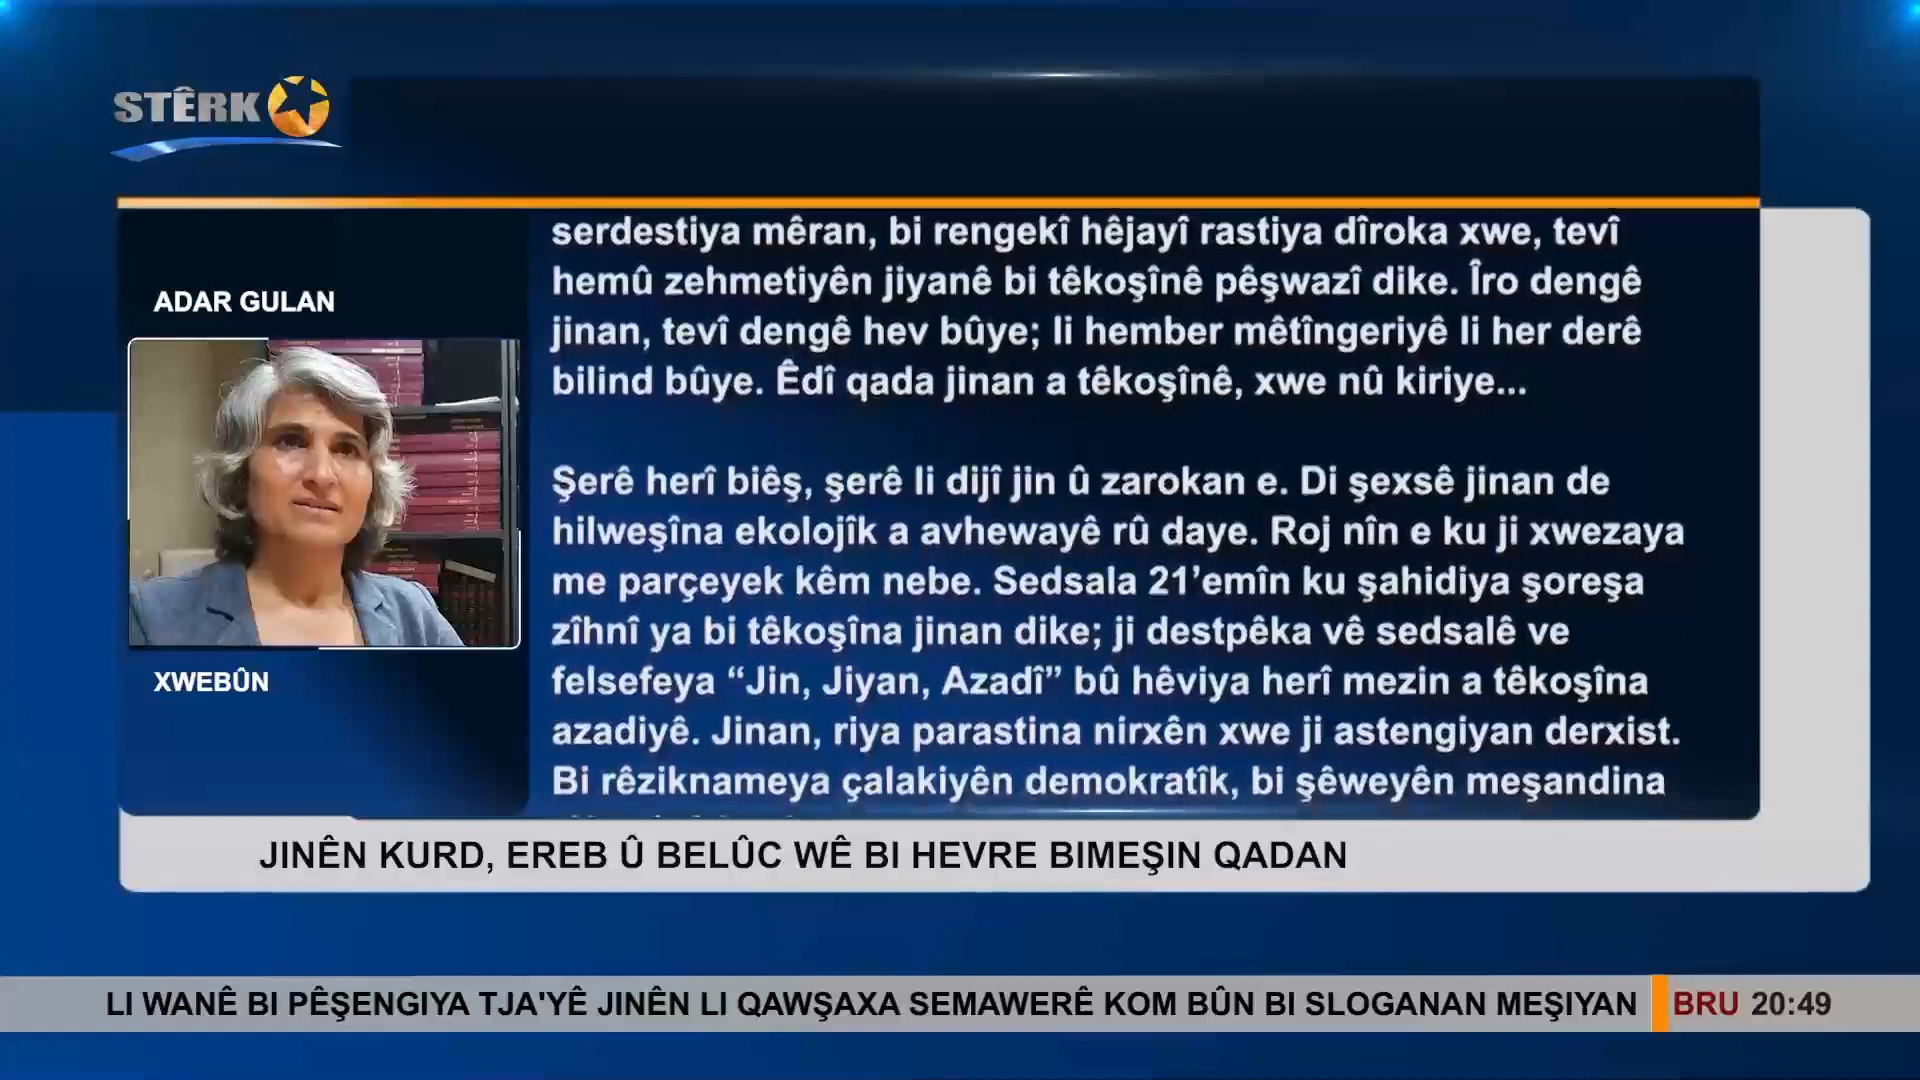 STÊRK
ADAR GULAN
XWEBÛN
serdestiya mêran, bi rengekî hêjayî rastiya dîroka xwe, tevî
hemû zehmetiyên jiyanê bi têkoşînê pêşwazî dike. Îro dengê
jinan, tevî dengê hev bûye; li hember mêtîngeriyê li her derê
bilind bûye. Êdî qada jinan a têkoşînê, xwe nû kiriye...
Şerê herî biêş, şerê li dijî jin û zarokan e. Di şexsê jinan de
hilweşîna ekolojîk a avhewayê rû daye. Roj nîn e ku ji xwezaya
me parçeyek kêm nebe. Sedsala 21’emîn ku şahidiya şoreşa
zîhnî ya bi têkoşîna jinan dike; ji destpêka vê sedsalê ve
felsefeya “Jin, Jiyan, Azadî” bû hêviya herî mezin a têkoşîna
azadiyê. Jinan, riya parastina nirxên xwe ji astengiyan derxist.
Bi rêziknameya çalakiyên demokratîk, bi şêweyên meşandina
JINÊN KURD, EREB Û BELÛC WÊ BI HEVRE BIMEŞIN QADAN
LI WANÊ BI PÊŞENGIYA TJA'YÊ JINÊN LI QAWŞAXA SEMAWERÊ KOM BÛN BI SLOGANAN MEŞIYAN
BRU 20:49